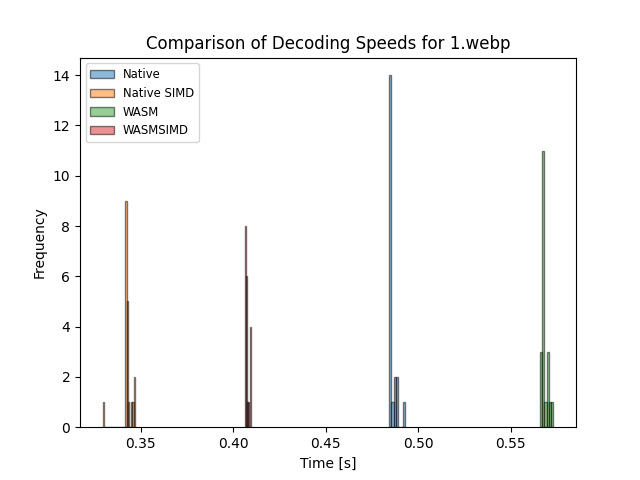 Comparison of Decoding Speeds for 1.webp
Native
Native SIMD
WASM
WASMSIMD
Frequency
14
12
10
8
6
4
2
0
0.35 0.40 0.45 0.50 0.55
Time [s]